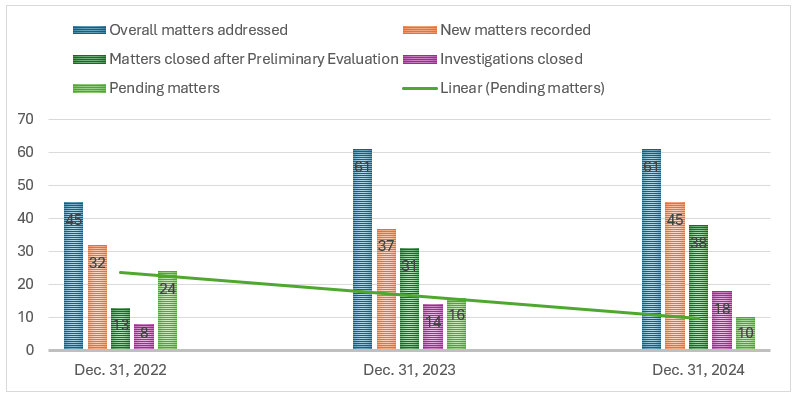 Overall matters addressed
New matters recorded
Matters closed after Preliminary Evaluation
Investigations closed
Pending matters
Linear (Pending matters)
70
60
50
40
30
20
10
0
45
32
13
8
24
61
37
31
14
16
61
45
38
18
10
Dec. 31, 2022
Dec. 31, 2023
Dec. 31, 2024